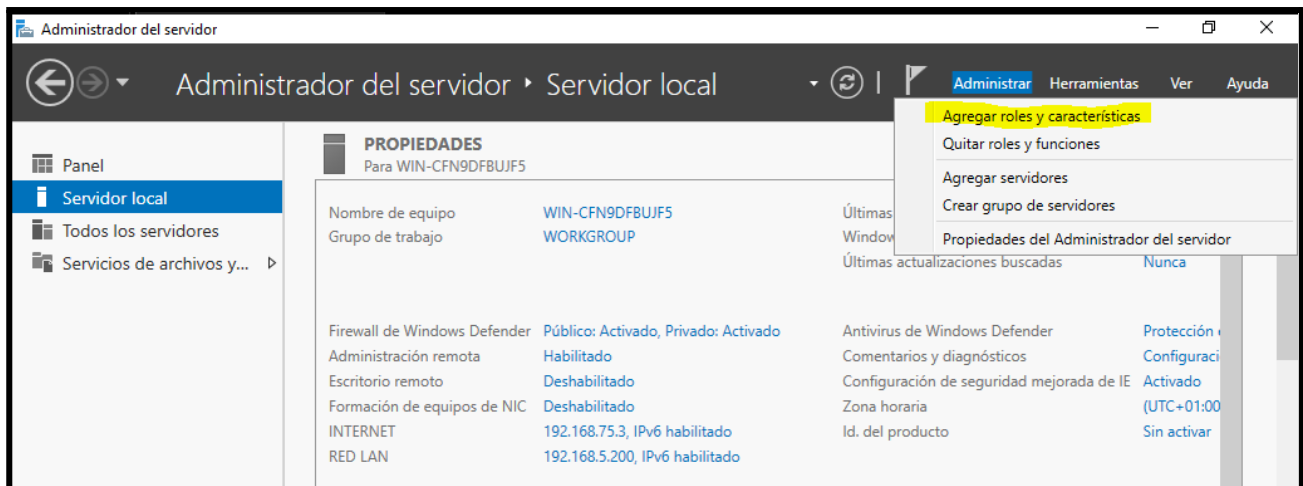 Administrador del servidor
Administrador del servidor ‣ Servidor local
Administrar Herramientas Ver Ayuda
Agregar roles y características
Quitar roles y funciones
Agregar servidores
Crear grupo de servidores
Propiedades del Administrador del servidor
Panel
Servidor local
Todos los servidores
Servicios de archivos y...
PROPIEDADES
Para WIN-CFN9DFBUJF5
Nombre de equipo WIN-CFN9DFBUJF5 Últimas
Grupo de trabajo WORKGROUP Window
Últimas actualizaciones buscadas Nunca
Firewall de Windows Defender Público: Activado, Privado: Activado Antivirus de Windows Defender Protección
Administración remota Habilitado Comentarios y diagnósticos Configuraci
Escritorio remoto Deshabilitado Configuración de seguridad mejorada de IE Activado
Formación de equipos de NIC Deshabilitado Zona horaria (UTC+01:00
INTERNET 192.168.75.3, IPv6 habilitado Id. del producto Sin activar
RED LAN 192.168.5.200, IPv6 habilitado